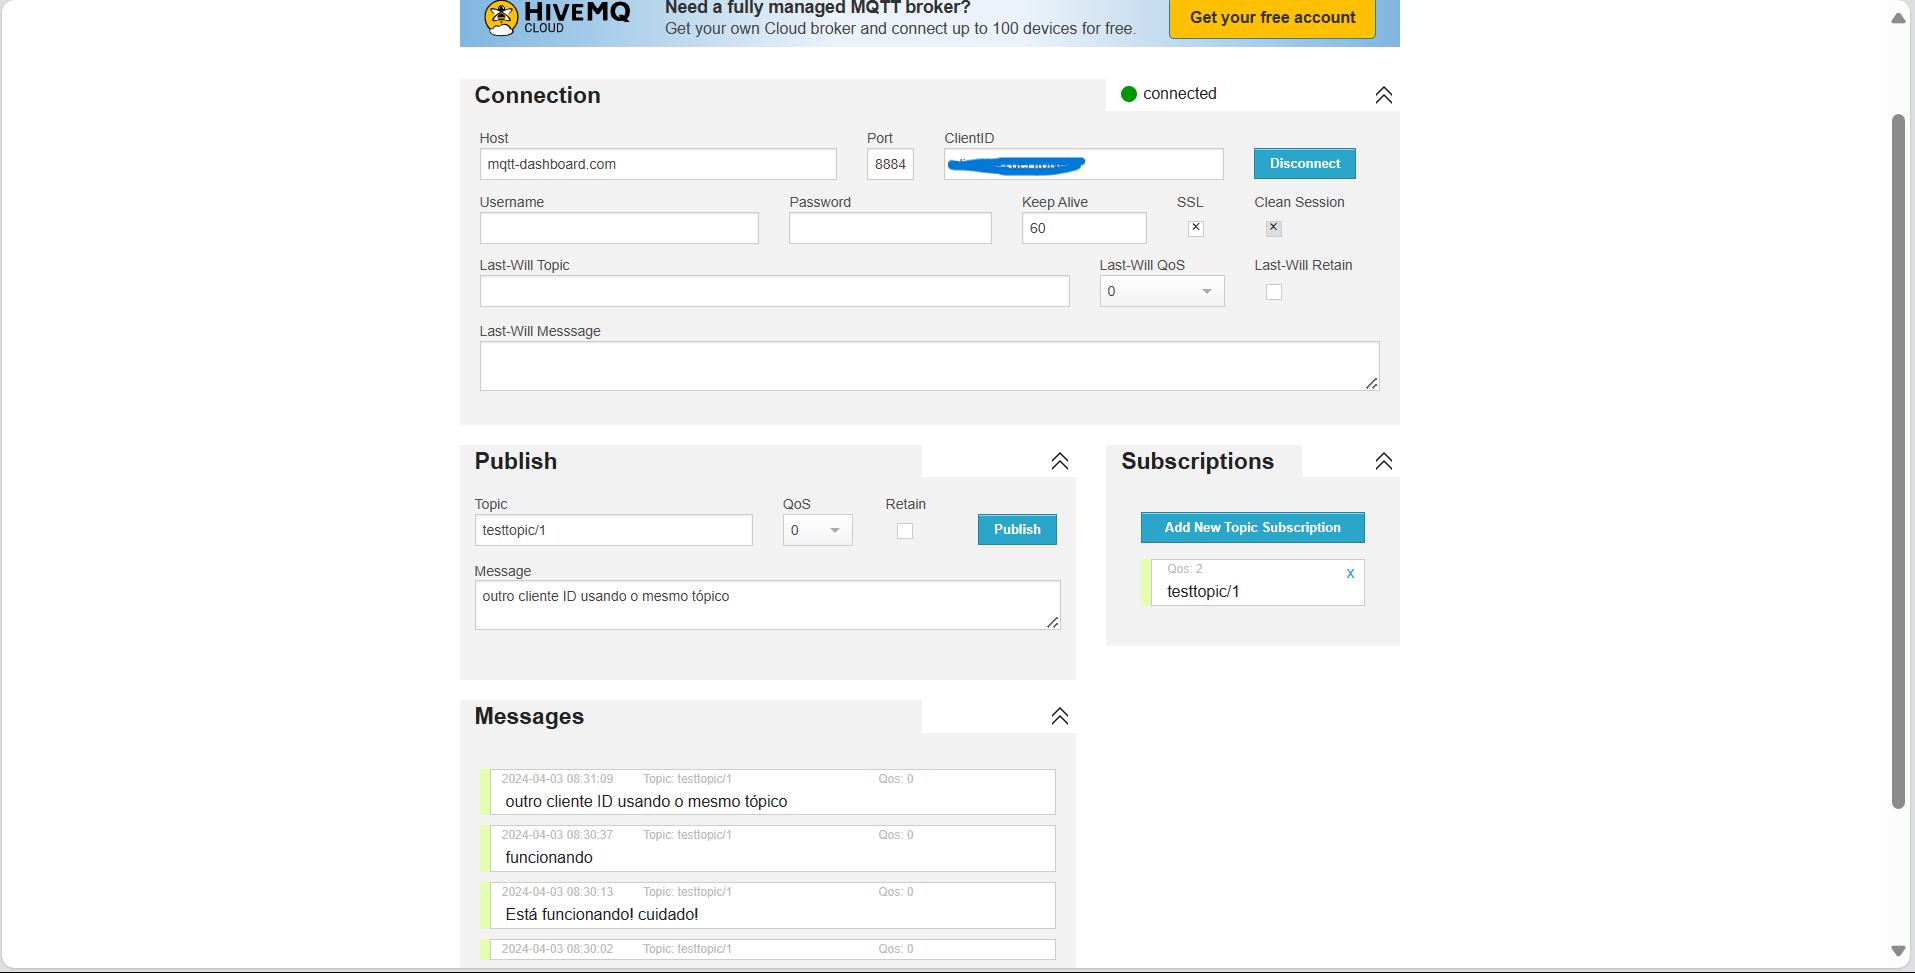 HIVEMQ
CLOUD
Need a fully managed MQTT broker?
Get your own Cloud broker and connect up to 100 devices for free.
Get your free account
Connection
connected
Host
Port
ClientID
mqtt-dashboard.com
8884
Disconnect
Username
Password
Keep Alive
SSL
Clean Session
60
Last-Will Topic
Last-Will QoS
Last-Will Retain
0
Last-Will Messsage
Publish
Topic
QoS
Retain
testtopic/1
0
Publish
Message
outro cliente ID usando o mesmo tópico
Subscriptions
Add New Topic Subscription
Qos: 2
x
testtopic/1
Messages
2024-04-03 08:31:09 Topic: testtopic/1 Qos: 0
outro cliente ID usando o mesmo tópico
2024-04-03 08:30:37 Topic: testtopic/1 Qos: 0
funcionando
2024-04-03 08:30:13 Topic: testtopic/1 Qos: 0
Está funcionando! cuidado!
2024-04-03 08:30:02 Topic: testtopic/1 Qos: 0